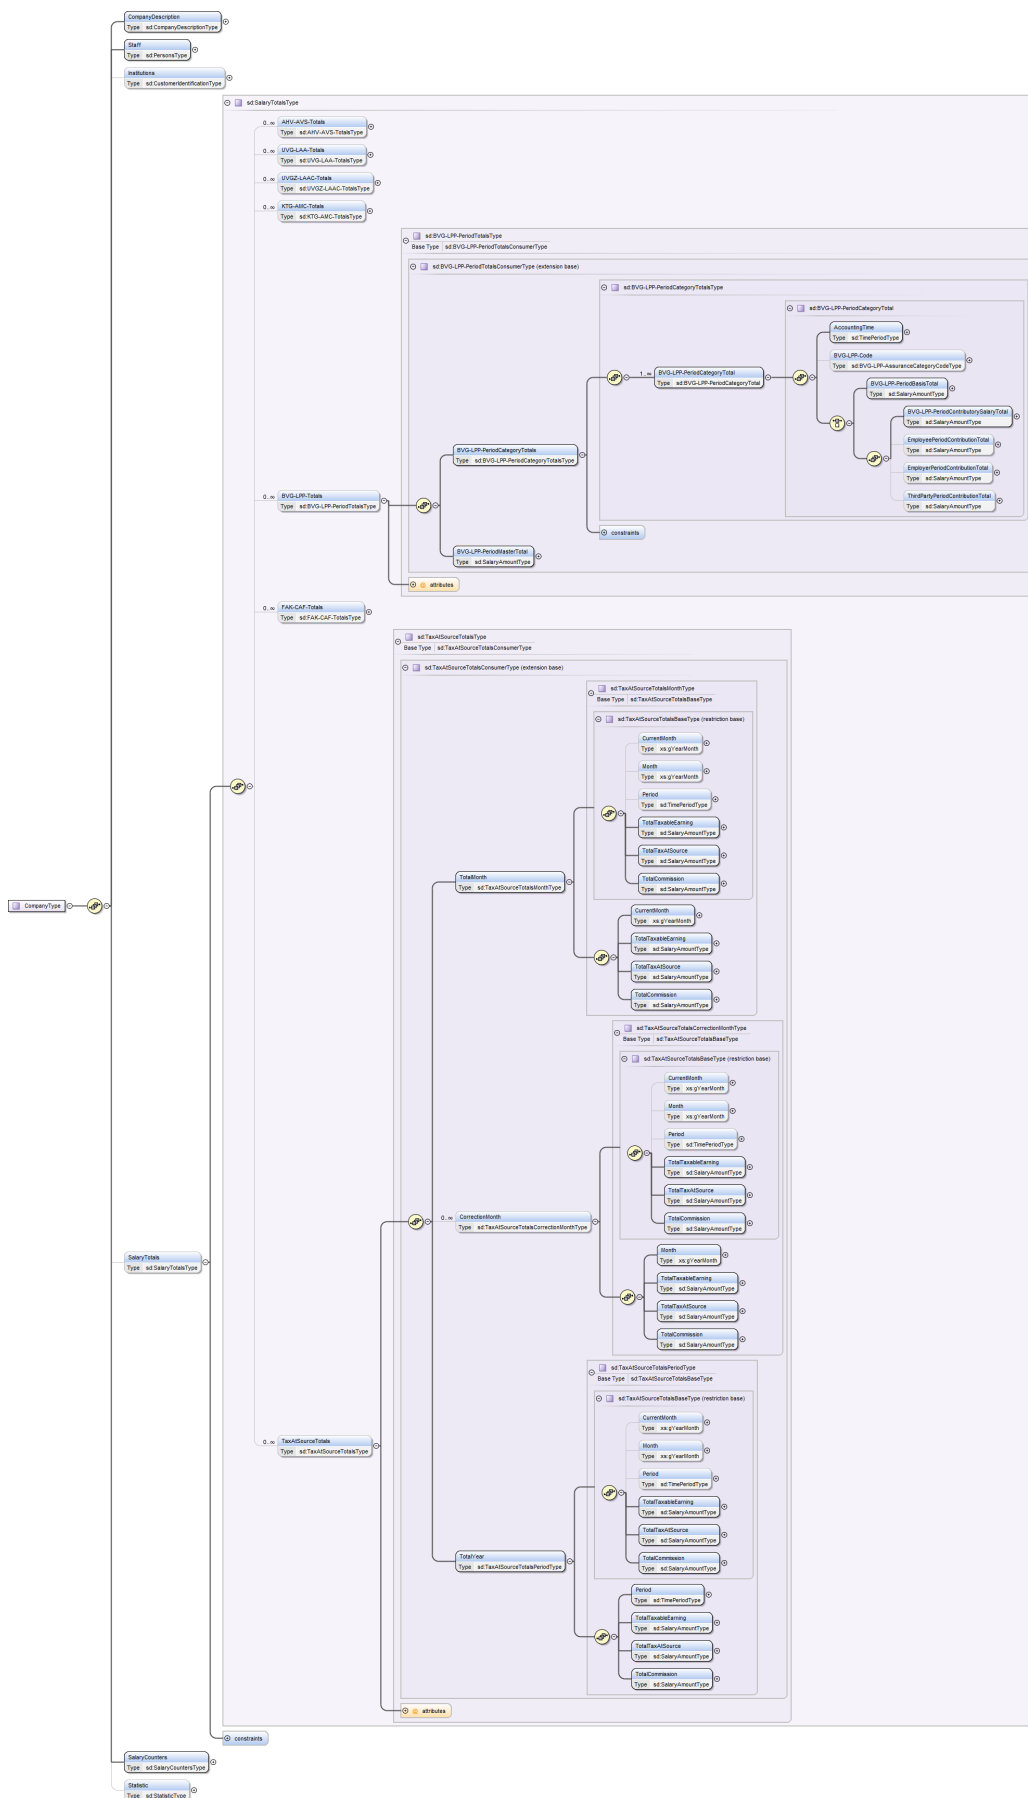 CompanyDescription
Type sd:CompanyDescriptionType
Staff
Type sd:PersonsType
Institutions
Type sd:CustomerIdentificationType
sd:SalaryTotalsType
0..∞ AHV-AVS-Totals
Type sd:AHV-AVS-TotalsType
0..∞ UVG-LAA-Totals
Type sd:UVG-LAA-TotalsType
0..∞ UVGZ-LAAC-Totals
Type sd:UVGZ-LAAC-TotalsType
0..∞ KTG-AMC-Totals
Type sd:KTG-AMC-TotalsType
sd:BVG-LPP-PeriodTotalsType
Base Type sd:BVG-LPP-PeriodTotalsConsumerType
sd:BVG-LPP-PeriodTotalsConsumerType (extension base)
sd:BVG-LPP-PeriodCategoryTotalsType
sd:BVG-LPP-PeriodCategoryTotal
AccountingTime
Type sd:TimePeriodType
BVG-LPP-Code
Type sd:BVG-LPP-AssuranceCategoryCodeType
1..∞ BVG-LPP-PeriodCategoryTotal
Type sd:BVG-LPP-PeriodCategoryTotal
BVG-LPP-PeriodBasisTotal
Type sd:SalaryAmountType
BVG-LPP-PeriodContributorySalaryTotal
Type sd:SalaryAmountType
EmployeePeriodContributionTotal
Type sd:SalaryAmountType
BVG-LPP-PeriodCategoryTotals
Type sd:BVG-LPP-PeriodCategoryTotalsType
EmployerPeriodContributionTotal
Type sd:SalaryAmountType
0..∞ BVG-LPP-Totals
Type sd:BVG-LPP-PeriodTotalsType
ThirdPartyPeriodContributionTotal
Type sd:SalaryAmountType
constraints
BVG-LPP-PeriodMasterTotal
Type sd:SalaryAmountType
attributes
0..∞ FAK-CAF-Totals
Type sd:FAK-CAF-TotalsType
sd:TaxAtSourceTotalsType
Base Type sd:TaxAtSourceTotalsConsumerType
sd:TaxAtSourceTotalsConsumerType (extension base)
sd:TaxAtSourceTotalsMonthType
Base Type sd:TaxAtSourceTotalsBaseType
sd:TaxAtSourceTotalsBaseType (restriction base)
CurrentMonth
Type xs:gYearMonth
Month
Type xs:gYearMonth
Period
Type sd:TimePeriodType
TotalTaxableEarning
Type sd:SalaryAmountType
TotalTaxAtSource
Type sd:SalaryAmountType
TotalCommission
Type sd:SalaryAmountType
TotalMonth
Type sd:TaxAtSourceTotalsMonthType
CompanyType
CurrentMonth
Type xs:gYearMonth
TotalTaxableEarning
Type sd:SalaryAmountType
TotalTaxAtSource
Type sd:SalaryAmountType
TotalCommission
Type sd:SalaryAmountType
sd:TaxAtSourceTotalsCorrectionMonthType
Base Type sd:TaxAtSourceTotalsBaseType
sd:TaxAtSourceTotalsBaseType (restriction base)
CurrentMonth
Type xs:gYearMonth
Month
Type xs:gYearMonth
Period
Type sd:TimePeriodType
TotalTaxableEarning
Type sd:SalaryAmountType
TotalTaxAtSource
Type sd:SalaryAmountType
TotalCommission
Type sd:SalaryAmountType
0..∞ CorrectionMonth
Type sd:TaxAtSourceTotalsCorrectionMonthType
Month
Type xs:gYearMonth
SalaryTotals
Type sd:SalaryTotalsType
TotalTaxableEarning
Type sd:SalaryAmountType
TotalTaxAtSource
Type sd:SalaryAmountType
TotalCommission
Type sd:SalaryAmountType
sd:TaxAtSourceTotalsPeriodType
Base Type sd:TaxAtSourceTotalsBaseType
sd:TaxAtSourceTotalsBaseType (restriction base)
CurrentMonth
Type xs:gYearMonth
0..∞ TaxAtSourceTotals
Type sd:TaxAtSourceTotalsType
Month
Type xs:gYearMonth
Period
Type sd:TimePeriodType
TotalTaxableEarning
Type sd:SalaryAmountType
TotalTaxAtSource
Type sd:SalaryAmountType
TotalCommission
Type sd:SalaryAmountType
TotalYear
Type sd:TaxAtSourceTotalsPeriodType
Period
Type sd:TimePeriodType
TotalTaxableEarning
Type sd:SalaryAmountType
TotalTaxAtSource
Type sd:SalaryAmountType
TotalCommission
Type sd:SalaryAmountType
attributes
constraints
SalaryCounters
Type sd:SalaryCountersType
Statistic
Type sd:StatisticType